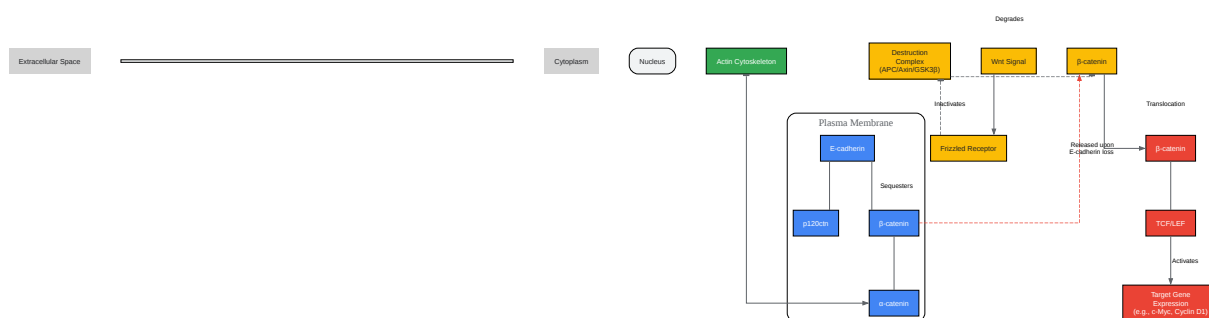 Degrades
Extracellular Space
Cytoplasm
Nucleus
Actin Cytoskeleton
Destruction
Complex
(APC/Axin/GSK3β)
Wnt Signal
β-catenin
Inactivates
Translocation
Plasma Membrane
E-cadherin
Frizzled Receptor
Released upon
E-cadherin loss
β-catenin
Sequesters
p120ctn
β-catenin
TCF/LEF
Activates
α-catenin
Target Gene
Expression
(e.g., c-Myc, Cyclin D1)